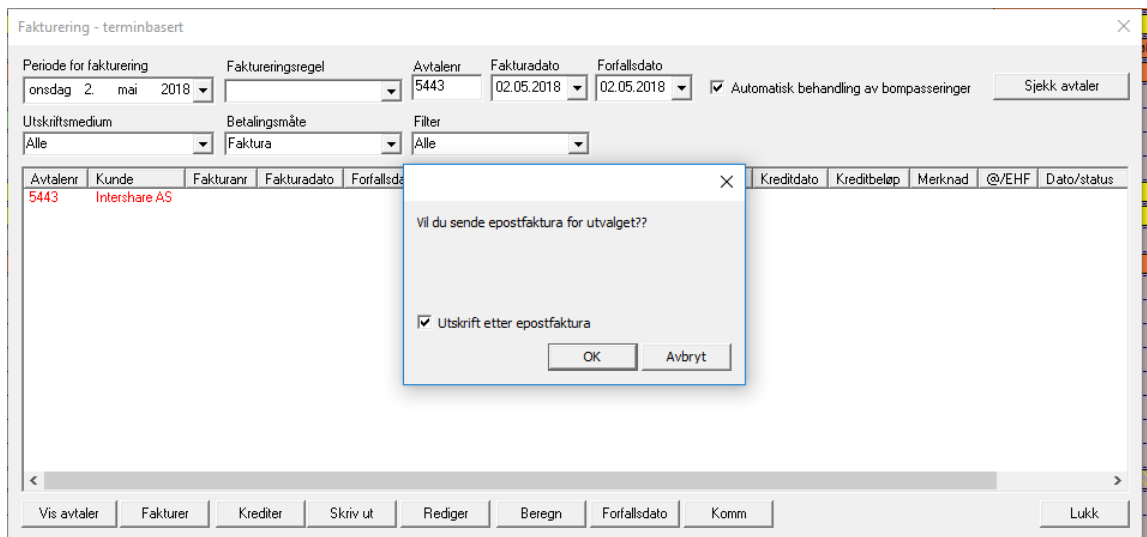 Fakturering - terminbasert
Periode for fakturering Faktureringsregel Avtalenr Fakturadato Forfallsdato
onsdag 2. mai 2018 5443 02.05.2018 02.05.2018 Automatisk behandling av bompasseringer Sjekk avtaler
Utskriftsmedium Betalingsmåte Filter
Alle Faktura Alle
Avtalenr Kunde Fakturanr Fakturadato Forfallsda Kreditdato Kreditbeløp Merknad @/EHF Dato/status
5443 Intershare AS
Vil du sende epostfaktura for utvalget??
Utskrift etter epostfaktura
OK Avbryt
Vis avtaler Fakturer Krediter Skriv ut Rediger Beregn Forfallsdato Komm Lukk